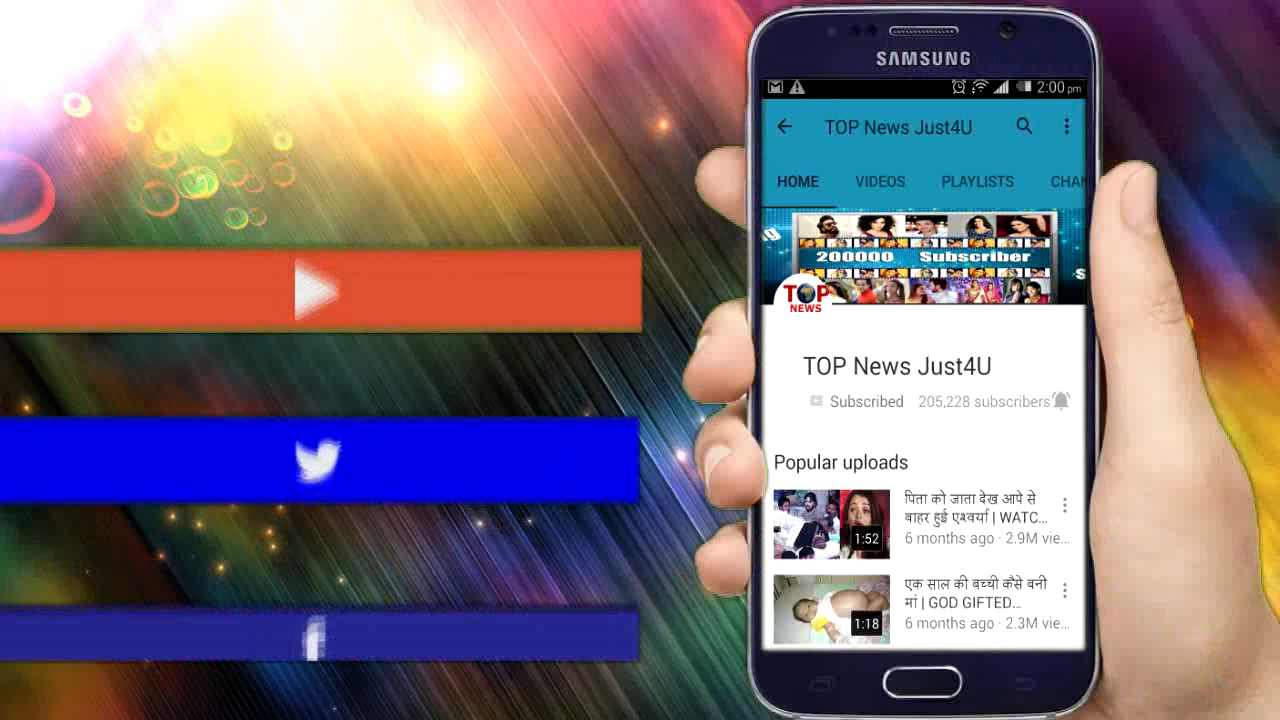 SAMSUNG
2:00 pm
TOP News Just4U
HOME VIDEOS PLAYLISTS CHAN
200000 Subscriber
TOP
NEWS
TOP News Just4U
Subscribed 205,228 subscribers
Popular uploads
पिता को जाता देख आपे से
बाहर हुई एश्वर्या | WATC...
6 months ago · 2.9M vie...
1:52
एक साल की बच्ची कैसे बनी
मां | GOD GIFTED...
6 months ago · 2.3M vie...
1:18